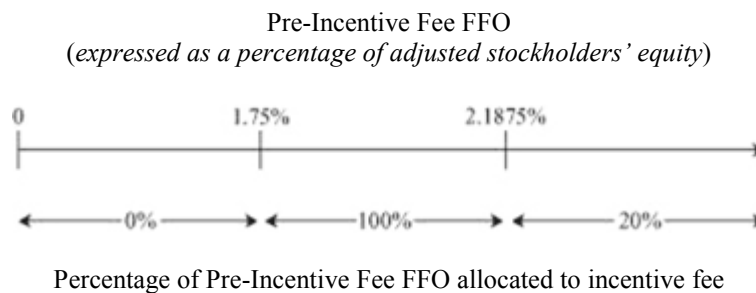 Pre-Incentive Fee FFO
(expressed as a percentage of adjusted stockholders’ equity)
0 1.75% 2.1875%
0% 100% 20%
Percentage of Pre-Incentive Fee FFO allocated to incentive fee